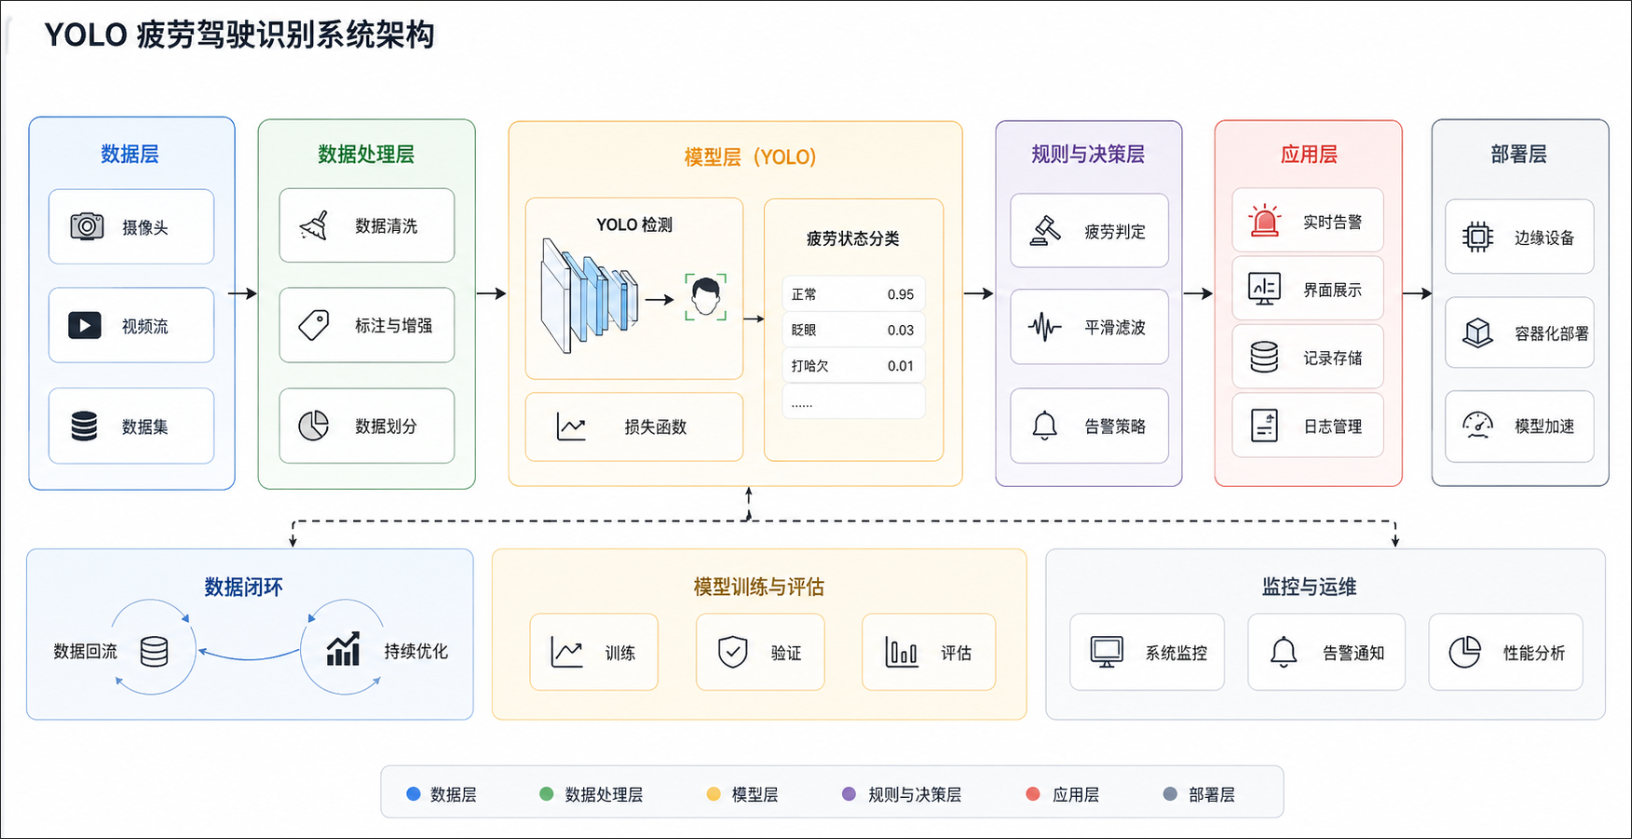 YOLO 疲劳驾驶识别系统架构
数据层
摄像头
视频流
数据集
数据处理层
数据清洗
标注与增强
数据划分
模型层（YOLO）
YOLO 检测
损失函数
疲劳状态分类
正常 0.95
眨眼 0.03
打哈欠 0.01
......
规则与决策层
疲劳判定
平滑滤波
告警策略
应用层
实时告警
界面展示
记录存储
日志管理
部署层
边缘设备
容器化部署
模型加速
数据闭环
数据回流
持续优化
模型训练与评估
训练
验证
评估
监控与运维
系统监控
告警通知
性能分析
数据层
数据处理层
模型层
规则与决策层
应用层
部署层